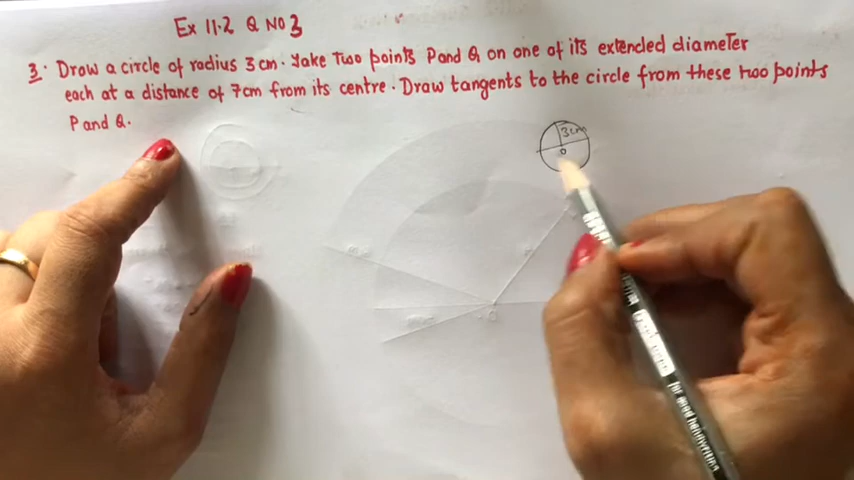 Ex 11.2 Q NO 3
3. Drow a circle of radius 3 cm. Take Two points P and Q on one of its extended diameter
each at a distance of 7cm from its centre. Draw tangents to the circle from these two points
P and Q.
3cm
O